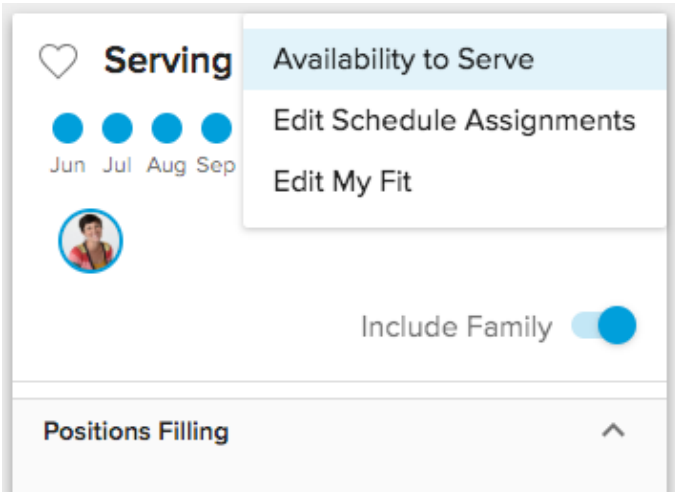 Serving
Availability to Serve
Edit Schedule Assignments
Edit My Fit
Jun Jul Aug Sep
Include Family
Positions Filling